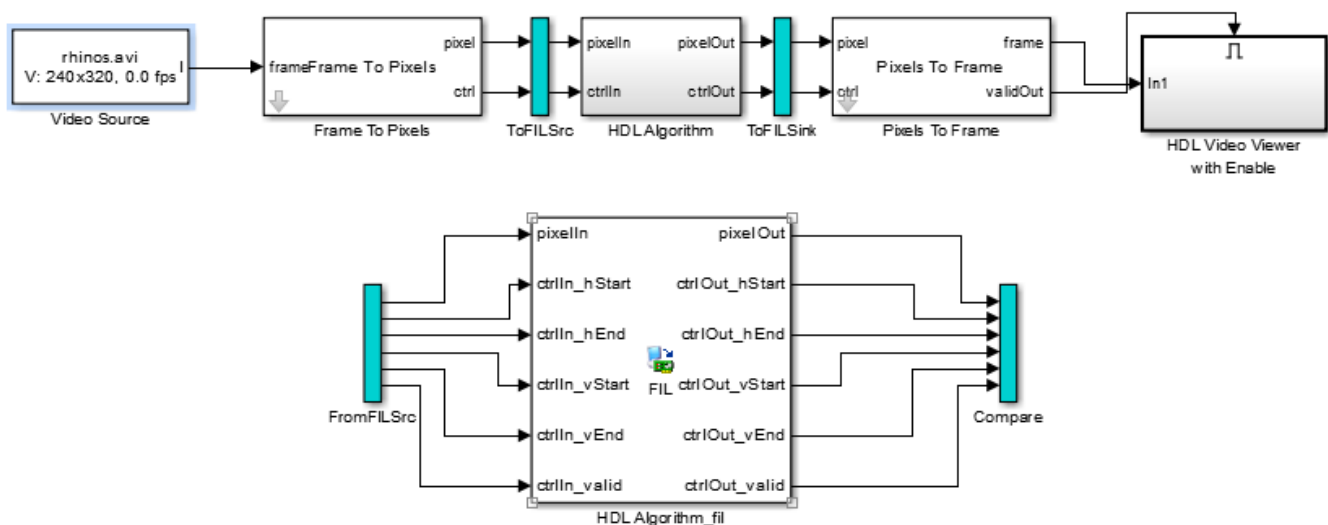 rhinos.avi
V: 240x320, 0.0 fps
I
Video Source
frame
Frame To Pixels
pixel
ctrl
Frame To Pixels
ToFILSrc
pixelIn
ctrlIn
pixelOut
ctrlOut
HDL Algorithm
ToFILSink
pixel
ctrl
Pixels To Frame
frame
validOut
Pixels To Frame
In1
HDL Video Viewer
with Enable
FromFILSrc
pixelIn
pixelOut
ctrlIn_hStart
ctrlOut_hStart
ctrlIn_hEnd
ctrlOut_hEnd
ctrlIn_vStart
FIL
ctrlOut_vStart
ctrlIn_vEnd
ctrlOut_vEnd
ctrlIn_valid
ctrlOut_valid
HDL Algorithm_fil
Compare